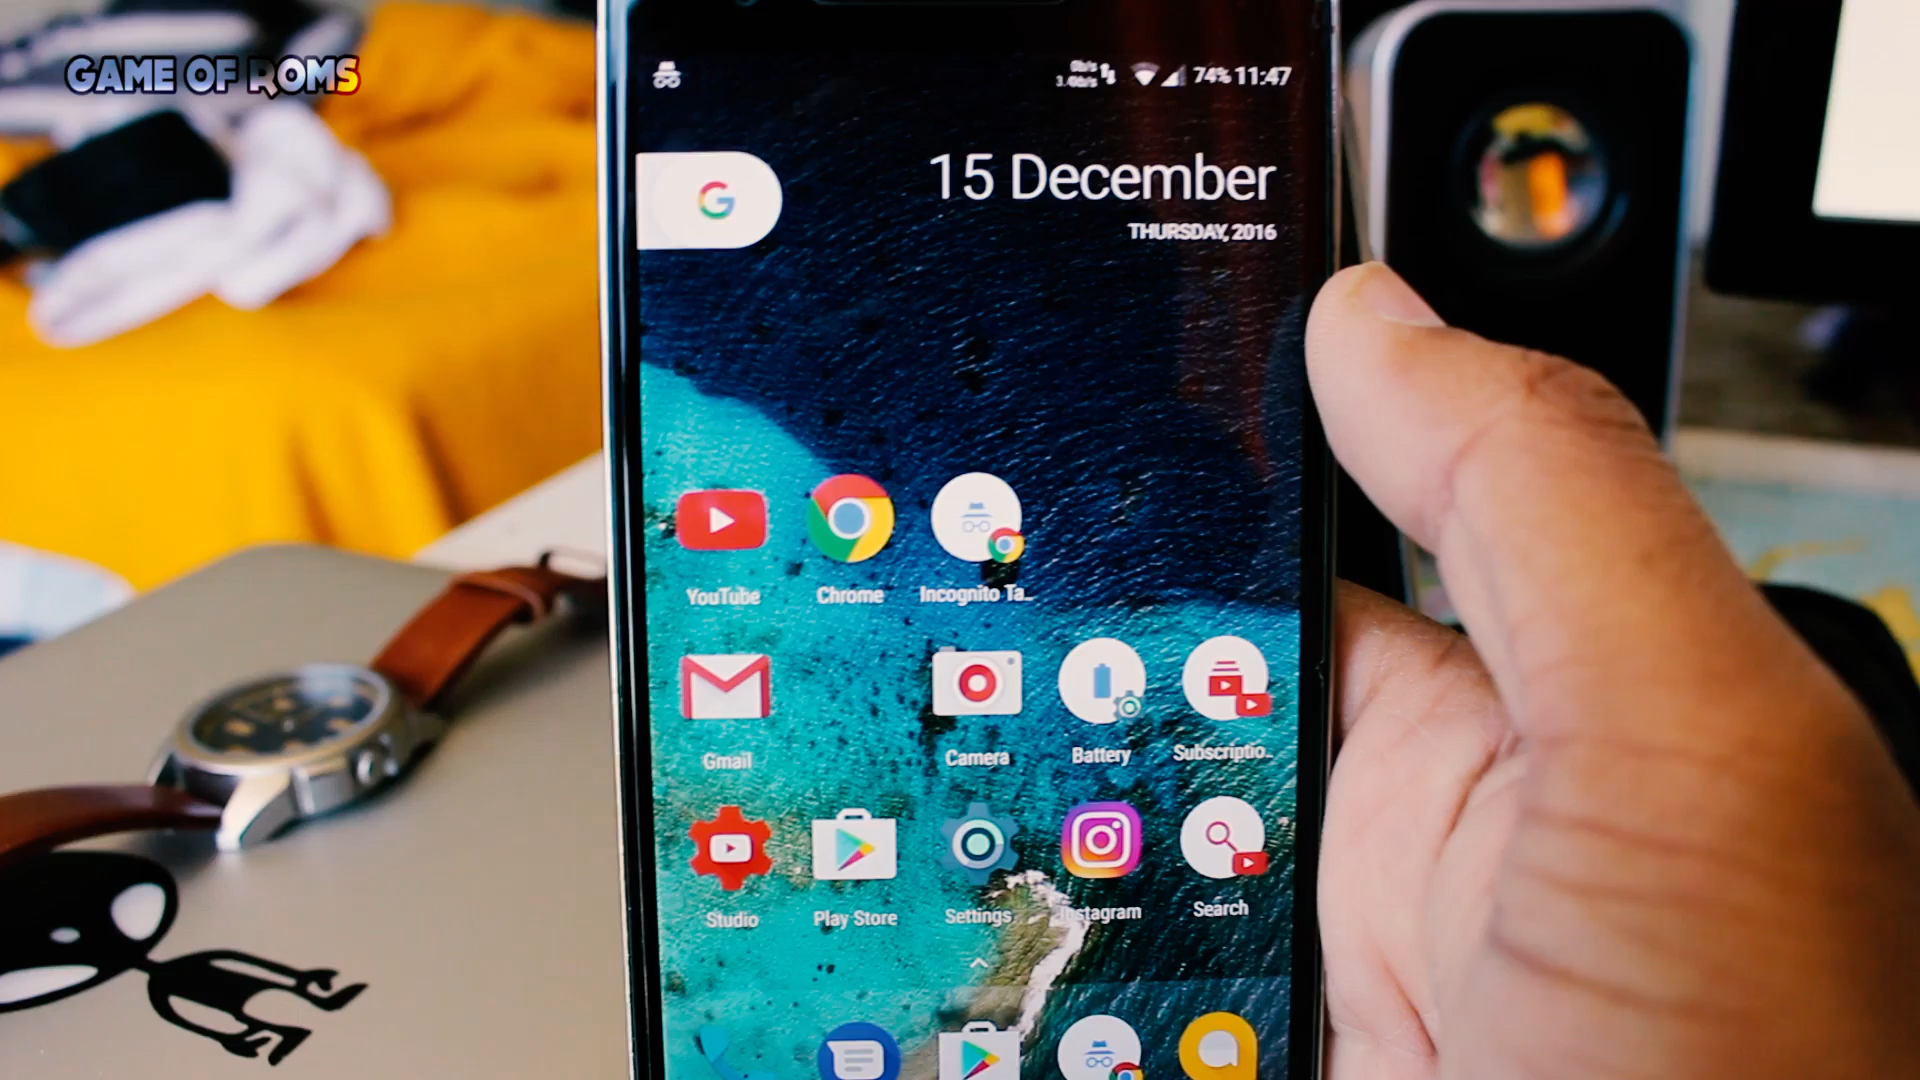 GAME OF ROMS
74% 11:47
15 December
THURSDAY, 2016
YouTube
Chrome
Incognito Ta..
Gmail
Camera
Battery
Subscriptio..
Studio
Play Store
Settings
Instagram
Search